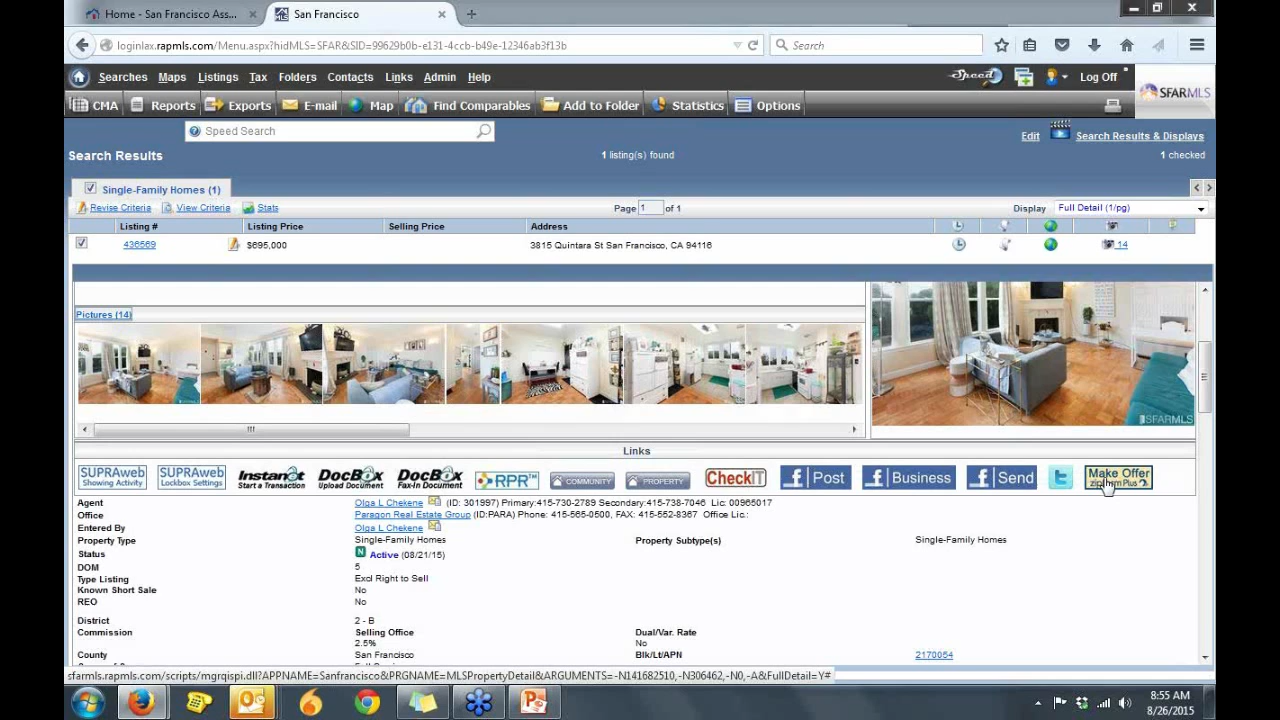 Home - San Francisco Ass...
San Francisco
loginlax.rapmls.com/Menu.aspx?hidMLS=SFAR&SID=99629b0b-e131-4ccb-b49e-12346ab3f13b
Search
Searches Maps Listings Tax Folders Contacts Links Admin Help
Speed
Log Off
SFARMLS
CMA Reports Exports E-mail Map Find Comparables Add to Folder Statistics Options
Speed Search
Edit Search Results & Displays
Search Results
1 listing(s) found
1 checked
Single-Family Homes (1)
Revise Criteria View Criteria Stats
Page 1 of 1
Display Full Detail (1/pg)
Listing # Listing Price Selling Price Address
436569 $695,000 3815 Quintara St San Francisco, CA 94116 14
Pictures (14)
SFARMLS
Links
SUPRAweb Showing Activity
SUPRAweb Lockbox Settings
Instanet Start a Transaction
DocBox Upload Document
DocBox Fax-In Document
RPR™
COMMUNITY
PROPERTY
CheckIT
f Post
f Business
f Send
Make Offer
Agent Olga L Chekene (ID: 301997) Primary:415-730-2789 Secondary:415-738-7046 Lic: 00965017
Office Paragon Real Estate Group (ID:PARA) Phone: 415-565-0500, FAX: 415-552-8367 Office Lic.:
Entered By Olga L Chekene
Property Type Single-Family Homes Property Subtype(s) Single-Family Homes
Status N Active (08/21/15)
DOM 5
Type Listing Excl Right to Sell
Known Short Sale No
REO No
District 2 - B
Commission Selling Office Dual/Var. Rate
2.5% No
County San Francisco Blk/Lt/APN 2170054
sfarmls.rapmls.com/scripts/mgrqispi.dll?APPNAME=Sanfrancisco&PRGNAME=MLSPropertyDetail&ARGUMENTS=-N141682510,-N306462,-N0,-A&FullDetail=Y#
8:55 AM
8/26/2015